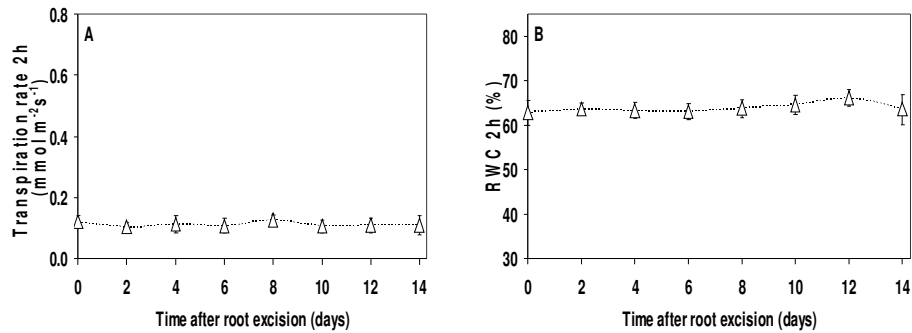 A
Transpiration rate 2h
(mmol m⁻²s⁻¹)
0.8
0.6
0.4
0.2
0.0
0 2 4 6 8 10 12 14
Time after root excision (days)
B
RWC 2h (%)
80
70
60
50
40
30
0 2 4 6 8 10 12 14
Time after root excision (days)